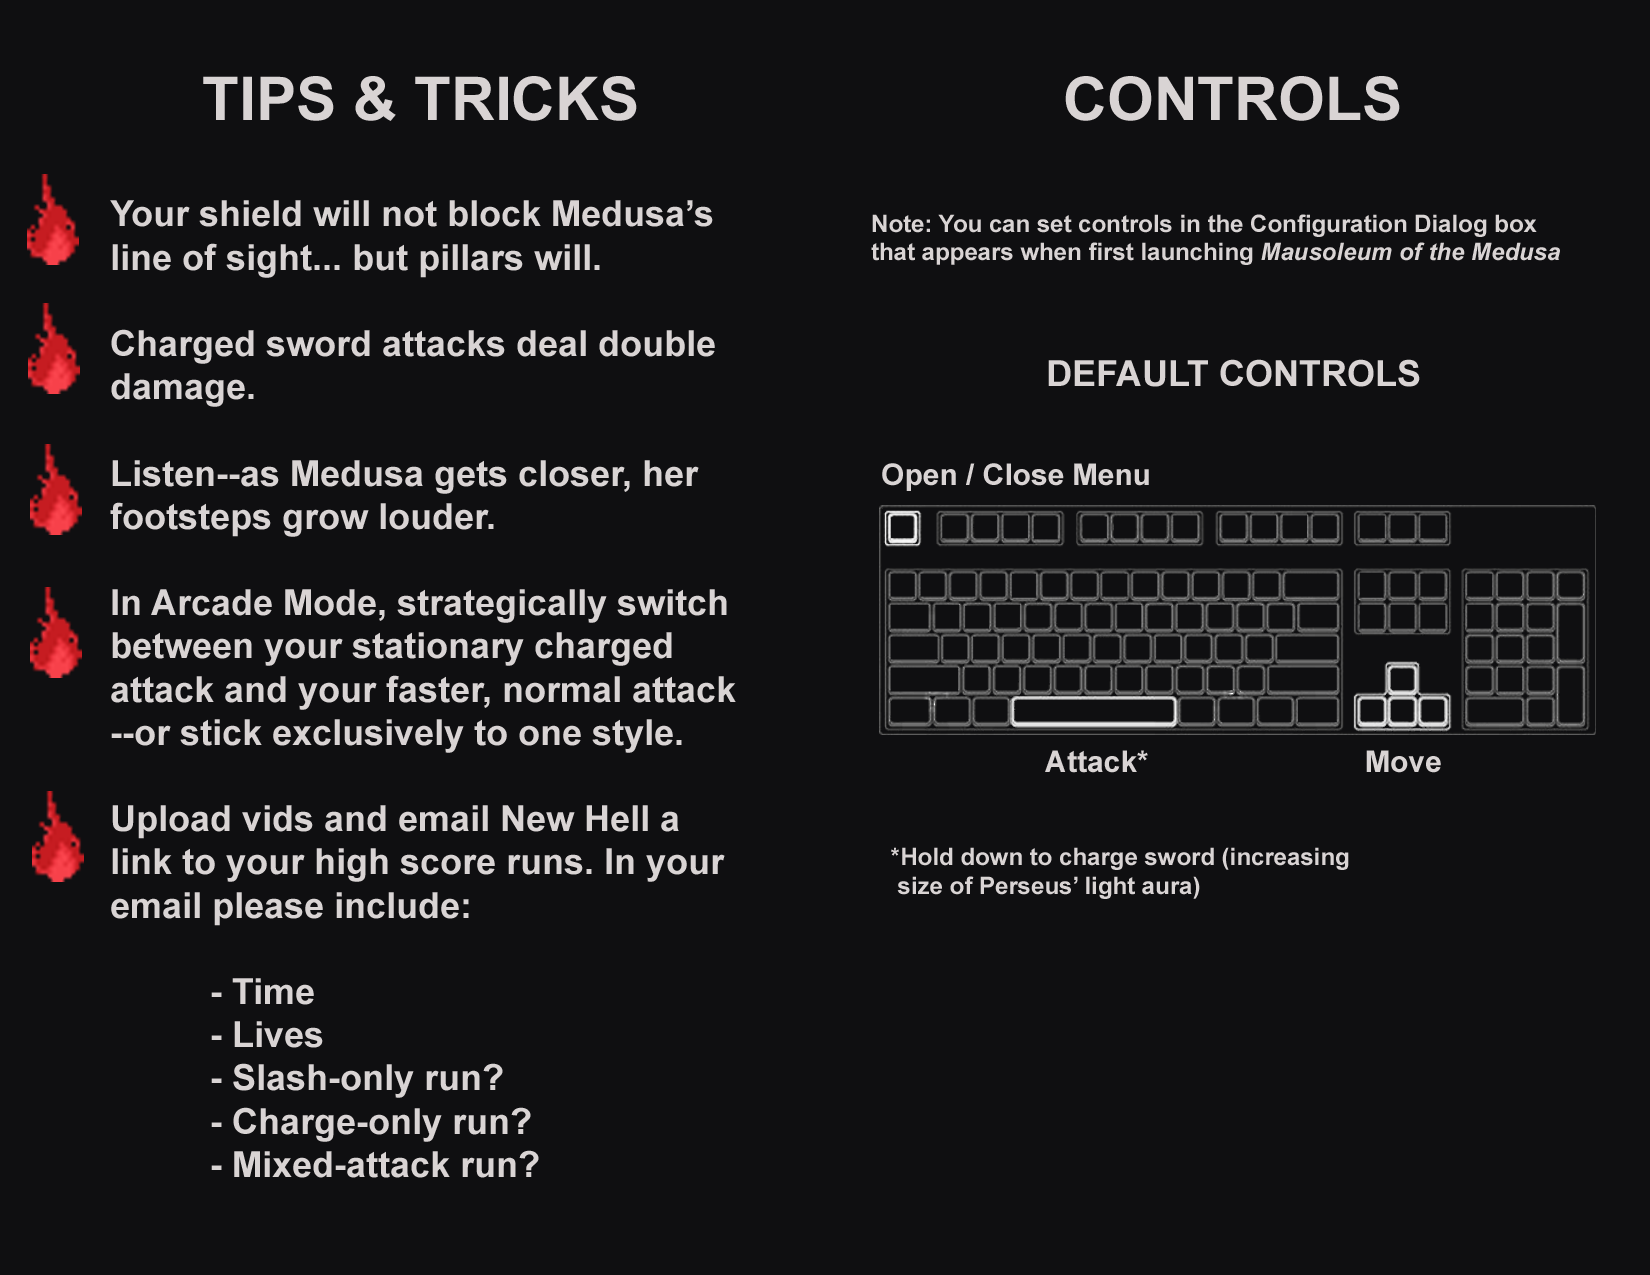 TIPS & TRICKS
Your shield will not block Medusa’s
line of sight... but pillars will.
Charged sword attacks deal double
damage.
Listen--as Medusa gets closer, her
footsteps grow louder.
In Arcade Mode, strategically switch
between your stationary charged
attack and your faster, normal attack
--or stick exclusively to one style.
Upload vids and email New Hell a
link to your high score runs. In your
email please include:
- Time
- Lives
- Slash-only run?
- Charge-only run?
- Mixed-attack run?
CONTROLS
Note: You can set controls in the Configuration Dialog box
that appears when first launching Mausoleum of the Medusa
DEFAULT CONTROLS
Open / Close Menu
Attack*
Move
*Hold down to charge sword (increasing
size of Perseus’ light aura)